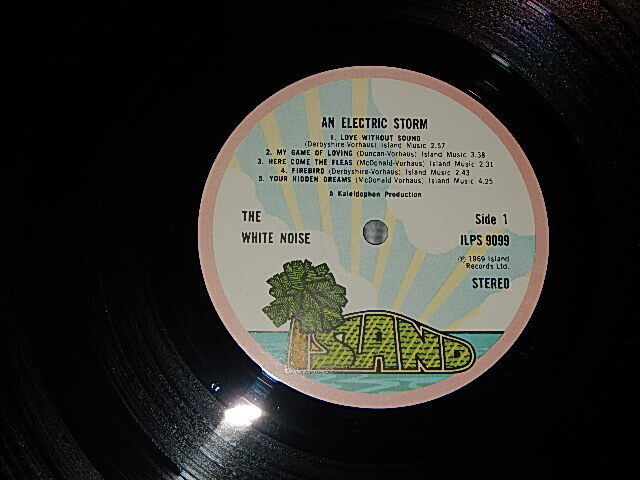 AN ELECTRIC STORM
1. LOVE WITHOUT SOUND
(Derbyshire-Vorhaus) Island Music 2.57
2. MY GAME OF LOVING (Duncan-Vorhaus) Island Music 3.38
3. HERE COME THE FLEAS (McDonald-Vorhaus) Island Music 2.31
4. FIREBIRD (Derbyshire-Vorhaus) Island Music 2.43
5. YOUR HIDDEN DREAMS (McDonald Vorhaus) Island Music 4.25
A Kaleidophon Production
THE
WHITE NOISE
Side 1
ILPS 9099
℗ 1969 Island
Records Ltd.
STEREO
ISLAND